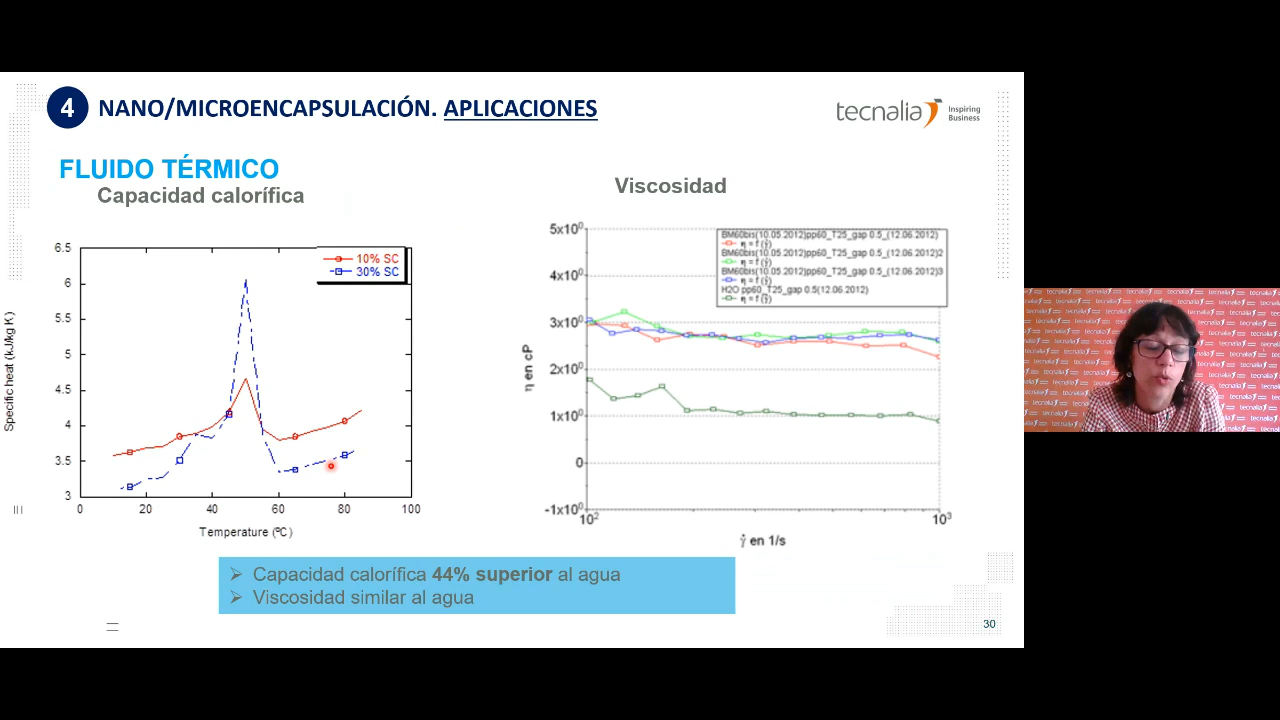 4 NANO/MICROENCAPSULACIÓN. APLICACIONES
tecnalia Inspiring Business
FLUIDO TÉRMICO
Capacidad calorífica
Viscosidad
10% SC
30% SC
6.5
6
5.5
5
4.5
4
3.5
3
0 20 40 60 80 100
Specific heat (kJ/kg K)
Temperature (ºC)
BM60bis(10.05.2012)pp60_T25_gap 0.5_(12.06.2012)
η = f (γ̇)
BM60bis(10.05.2012)pp60_T25_gap 0.5_(12.06.2012)2
η = f (γ̇)
BM60bis(10.05.2012)pp60_T25_gap 0.5_(12.06.2012)3
η = f (γ̇)
H2O pp60_T25_gap 0.5(12.06.2012)
η = f (γ̇)
5x10⁰
4x10⁰
3x10⁰
2x10⁰
1x10⁰
0
-1x10⁰
10² 10³
η en cP
γ̇ en 1/s
➢ Capacidad calorífica 44% superior al agua
➢ Viscosidad similar al agua
30